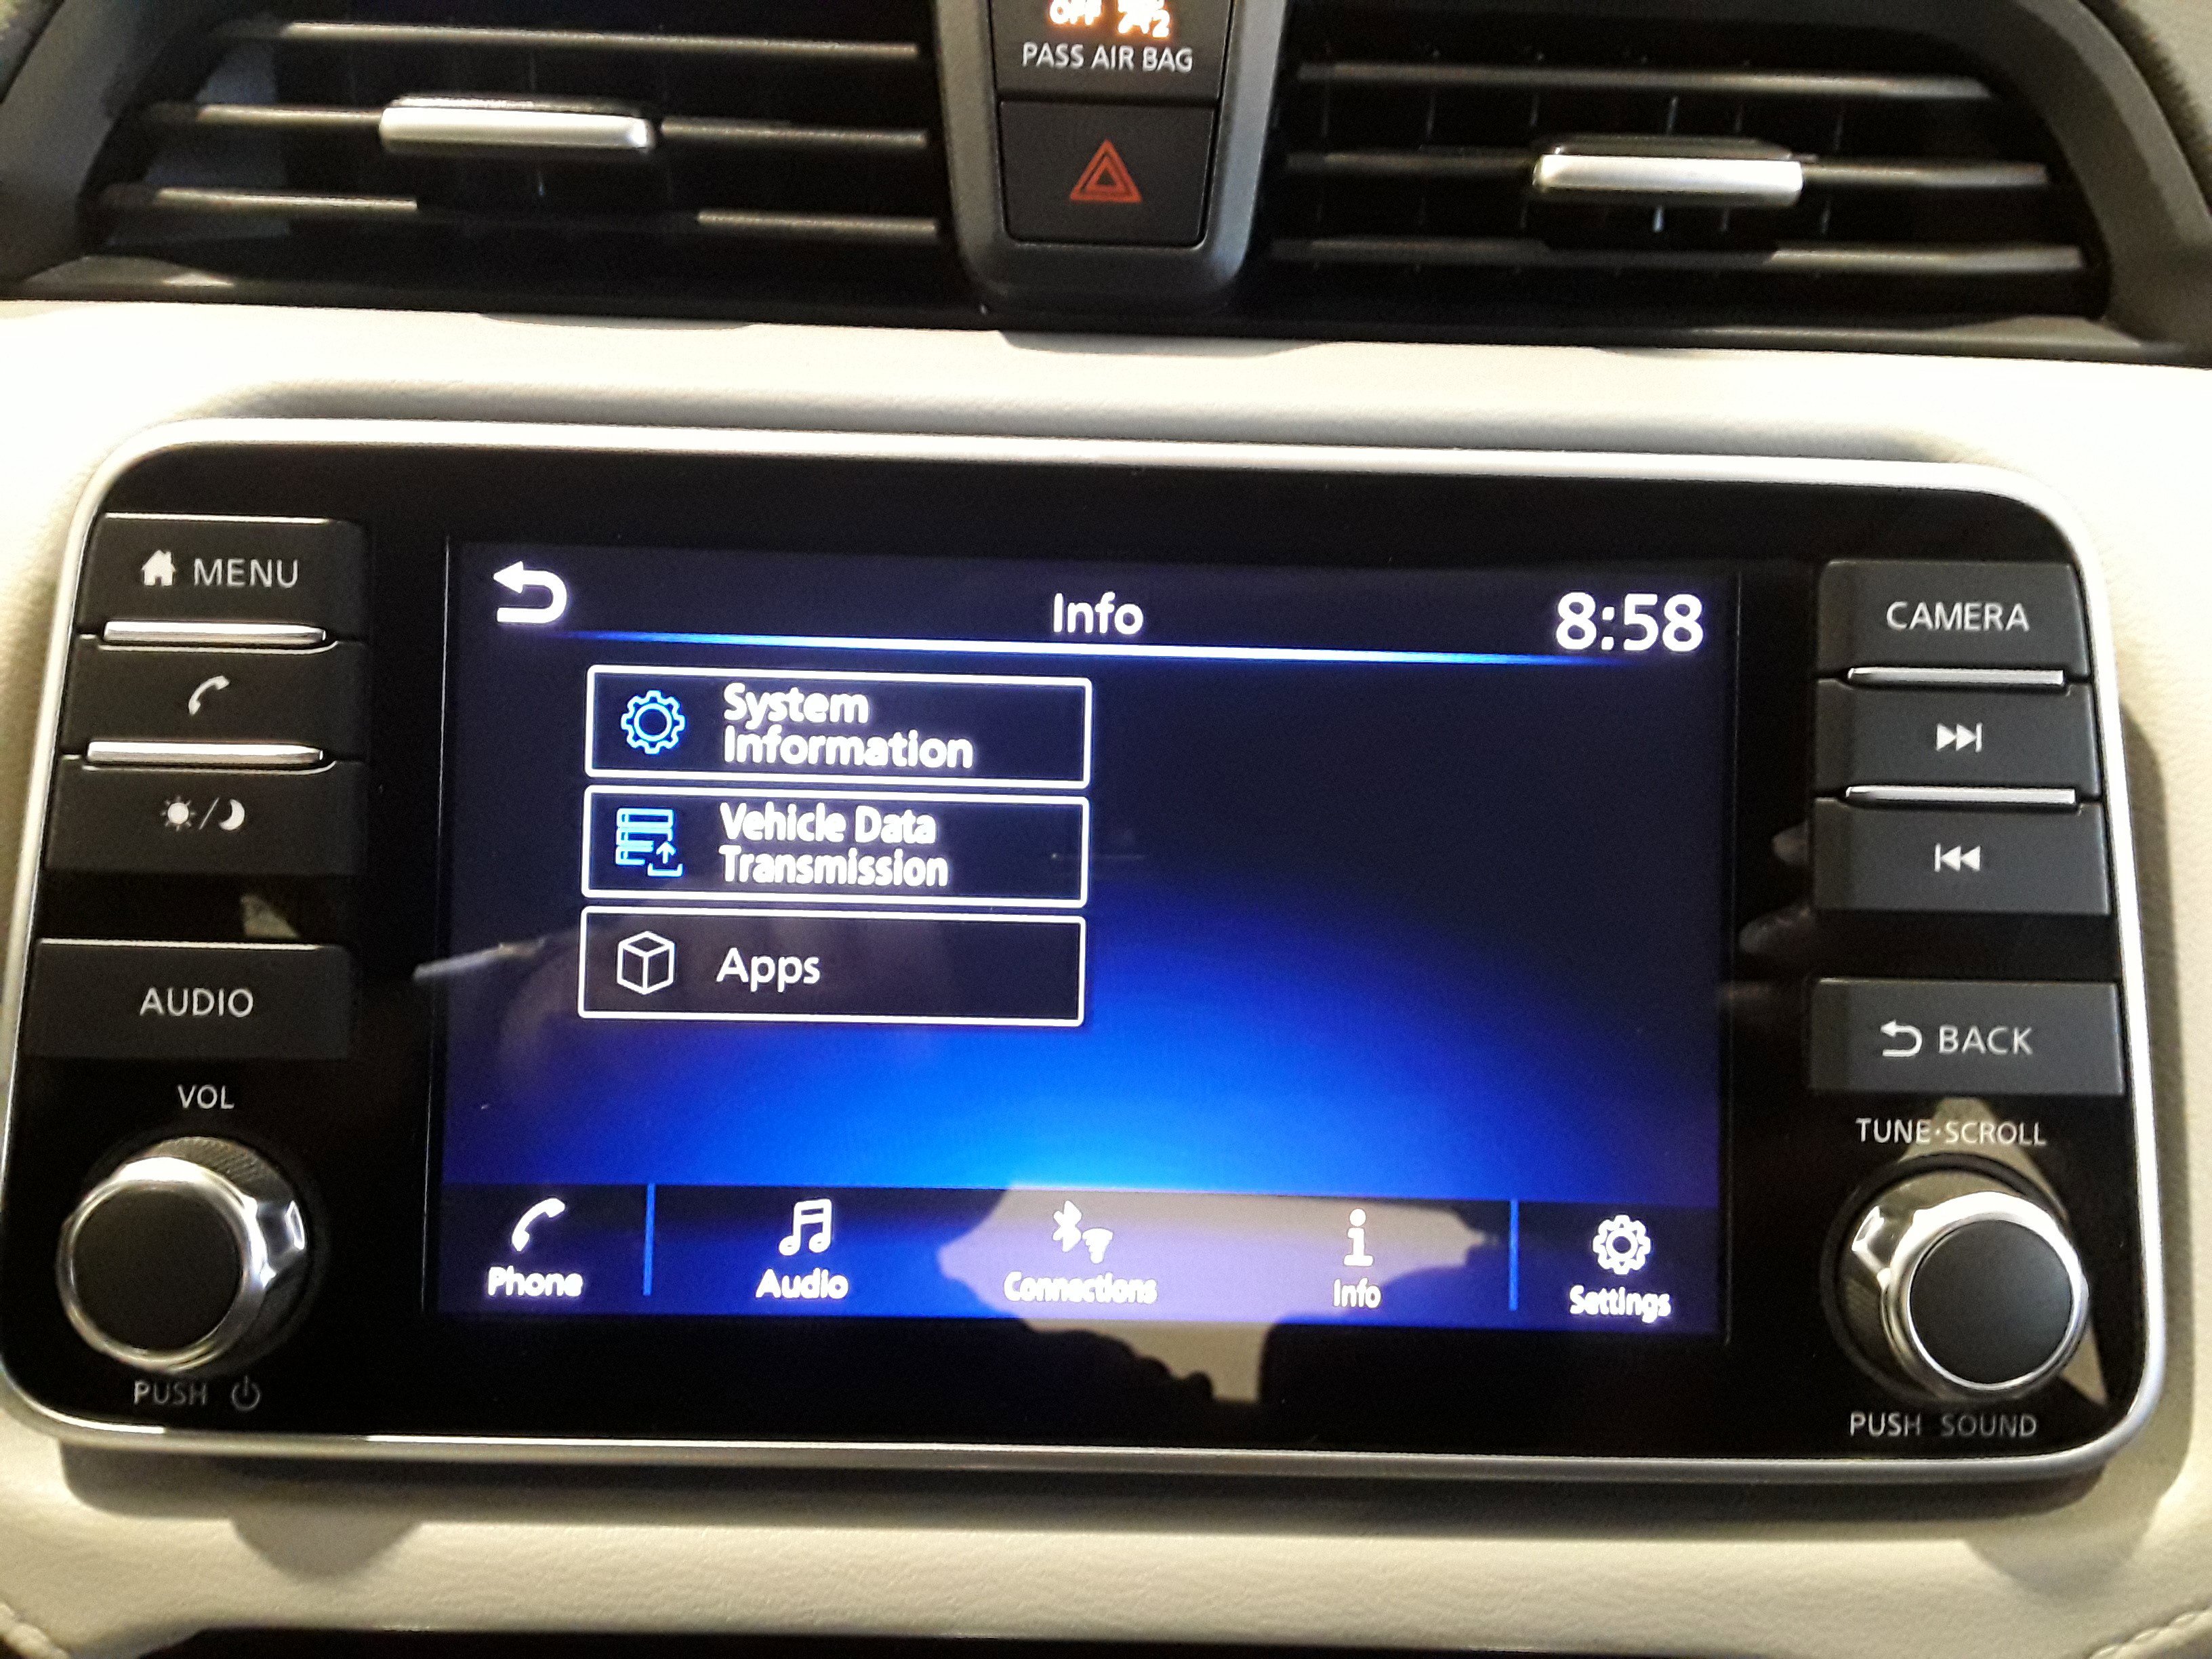 OFF
PASS AIR BAG
MENU
CAMERA
Info
8:58
System
Information
Vehicle Data
Transmission
Apps
AUDIO
BACK
VOL
TUNE·SCROLL
Phone
Audio
Connections
Info
Settings
PUSH
PUSH SOUND